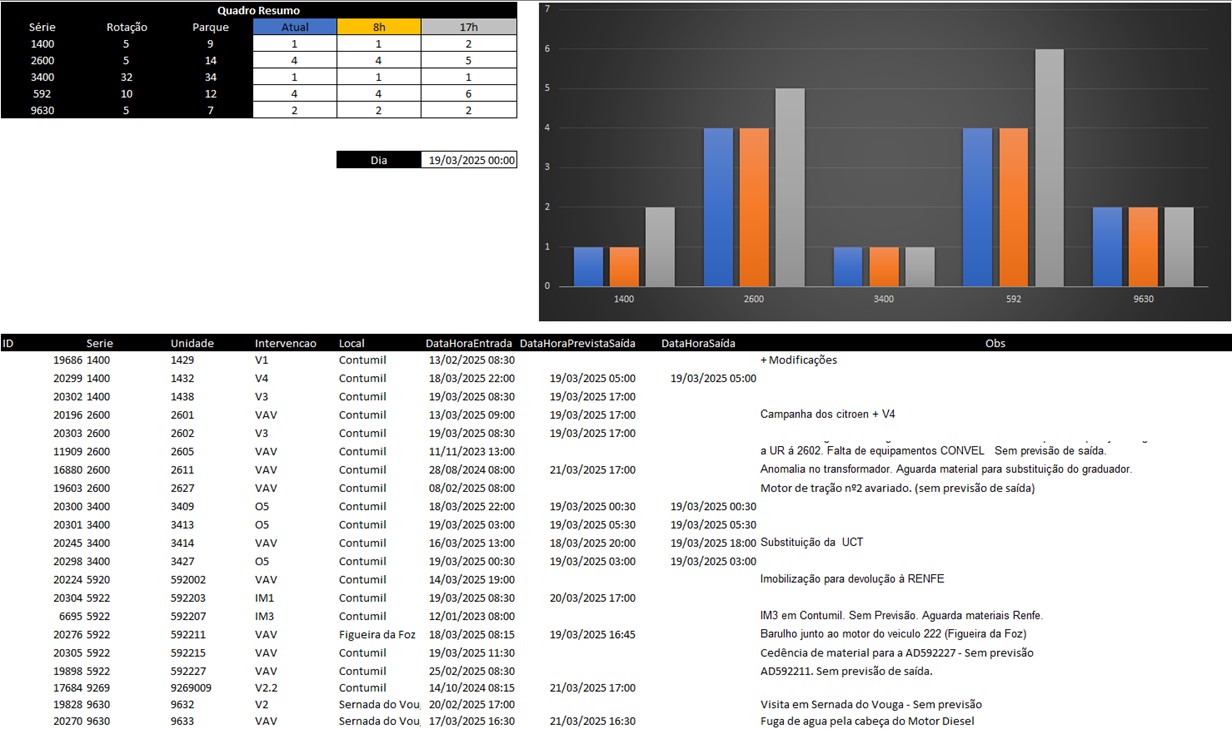 Quadro Resumo
Série Rotação Parque Atual 8h 17h
1400 5 9 1 1 2
2600 5 14 4 4 5
3400 32 34 1 1 1
592 10 12 4 4 6
9630 5 7 2 2 2
Dia 19/03/2025 00:00
7
6
5
4
3
2
1
0
1400 2600 3400 592 9630
ID Serie Unidade Intervencao Local DataHoraEntrada DataHoraPrevistaSaída DataHoraSaída Obs
19686 1400 1429 V1 Contumil 13/02/2025 08:30 + Modificações
20299 1400 1432 V4 Contumil 18/03/2025 22:00 19/03/2025 05:00 19/03/2025 05:00
20302 1400 1438 V3 Contumil 19/03/2025 08:30 19/03/2025 17:00
20196 2600 2601 VAV Contumil 13/03/2025 09:00 19/03/2025 17:00 Campanha dos citroen + V4
20303 2600 2602 V3 Contumil 19/03/2025 08:30 19/03/2025 17:00
11909 2600 2605 VAV Contumil 11/11/2023 13:00 a UR á 2602. Falta de equipamentos CONVEL Sem previsão de saída.
16880 2600 2611 VAV Contumil 28/08/2024 08:00 21/03/2025 17:00 Anomalia no transformador. Aguarda material para substituição do graduador.
19603 2600 2627 VAV Contumil 08/02/2025 08:00 Motor de tração nº2 avariado. (sem previsão de saída)
20300 3400 3409 O5 Contumil 18/03/2025 22:00 19/03/2025 00:30 19/03/2025 00:30
20301 3400 3413 O5 Contumil 19/03/2025 03:00 19/03/2025 05:30 19/03/2025 05:30
20245 3400 3414 VAV Contumil 16/03/2025 13:00 18/03/2025 20:00 19/03/2025 18:00 Substituição da UCT
20298 3400 3427 O5 Contumil 19/03/2025 00:30 19/03/2025 03:00 19/03/2025 03:00
20224 5920 592002 VAV Contumil 14/03/2025 19:00 Imobilização para devolução à RENFE
20304 5922 592203 IM1 Contumil 19/03/2025 08:30 20/03/2025 17:00
6695 5922 592207 IM3 Contumil 12/01/2023 08:00 IM3 em Contumil. Sem Previsão. Aguarda materiais Renfe.
20276 5922 592211 VAV Figueira da Foz 18/03/2025 08:15 19/03/2025 16:45 Barulho junto ao motor do veiculo 222 (Figueira da Foz)
20305 5922 592215 VAV Contumil 19/03/2025 11:30 Cedência de material para a AD592227 - Sem previsão
19898 5922 592227 VAV Contumil 25/02/2025 08:30 AD592211. Sem previsão de saída.
17684 9269 9269009 V2.2 Contumil 14/10/2024 08:15 21/03/2025 17:00
19828 9630 9632 V2 Sernada do Vou 20/02/2025 17:00 Visita em Sernada do Vouga - Sem previsão
20270 9630 9633 VAV Sernada do Vou 17/03/2025 16:30 21/03/2025 16:30 Fuga de agua pela cabeça do Motor Diesel